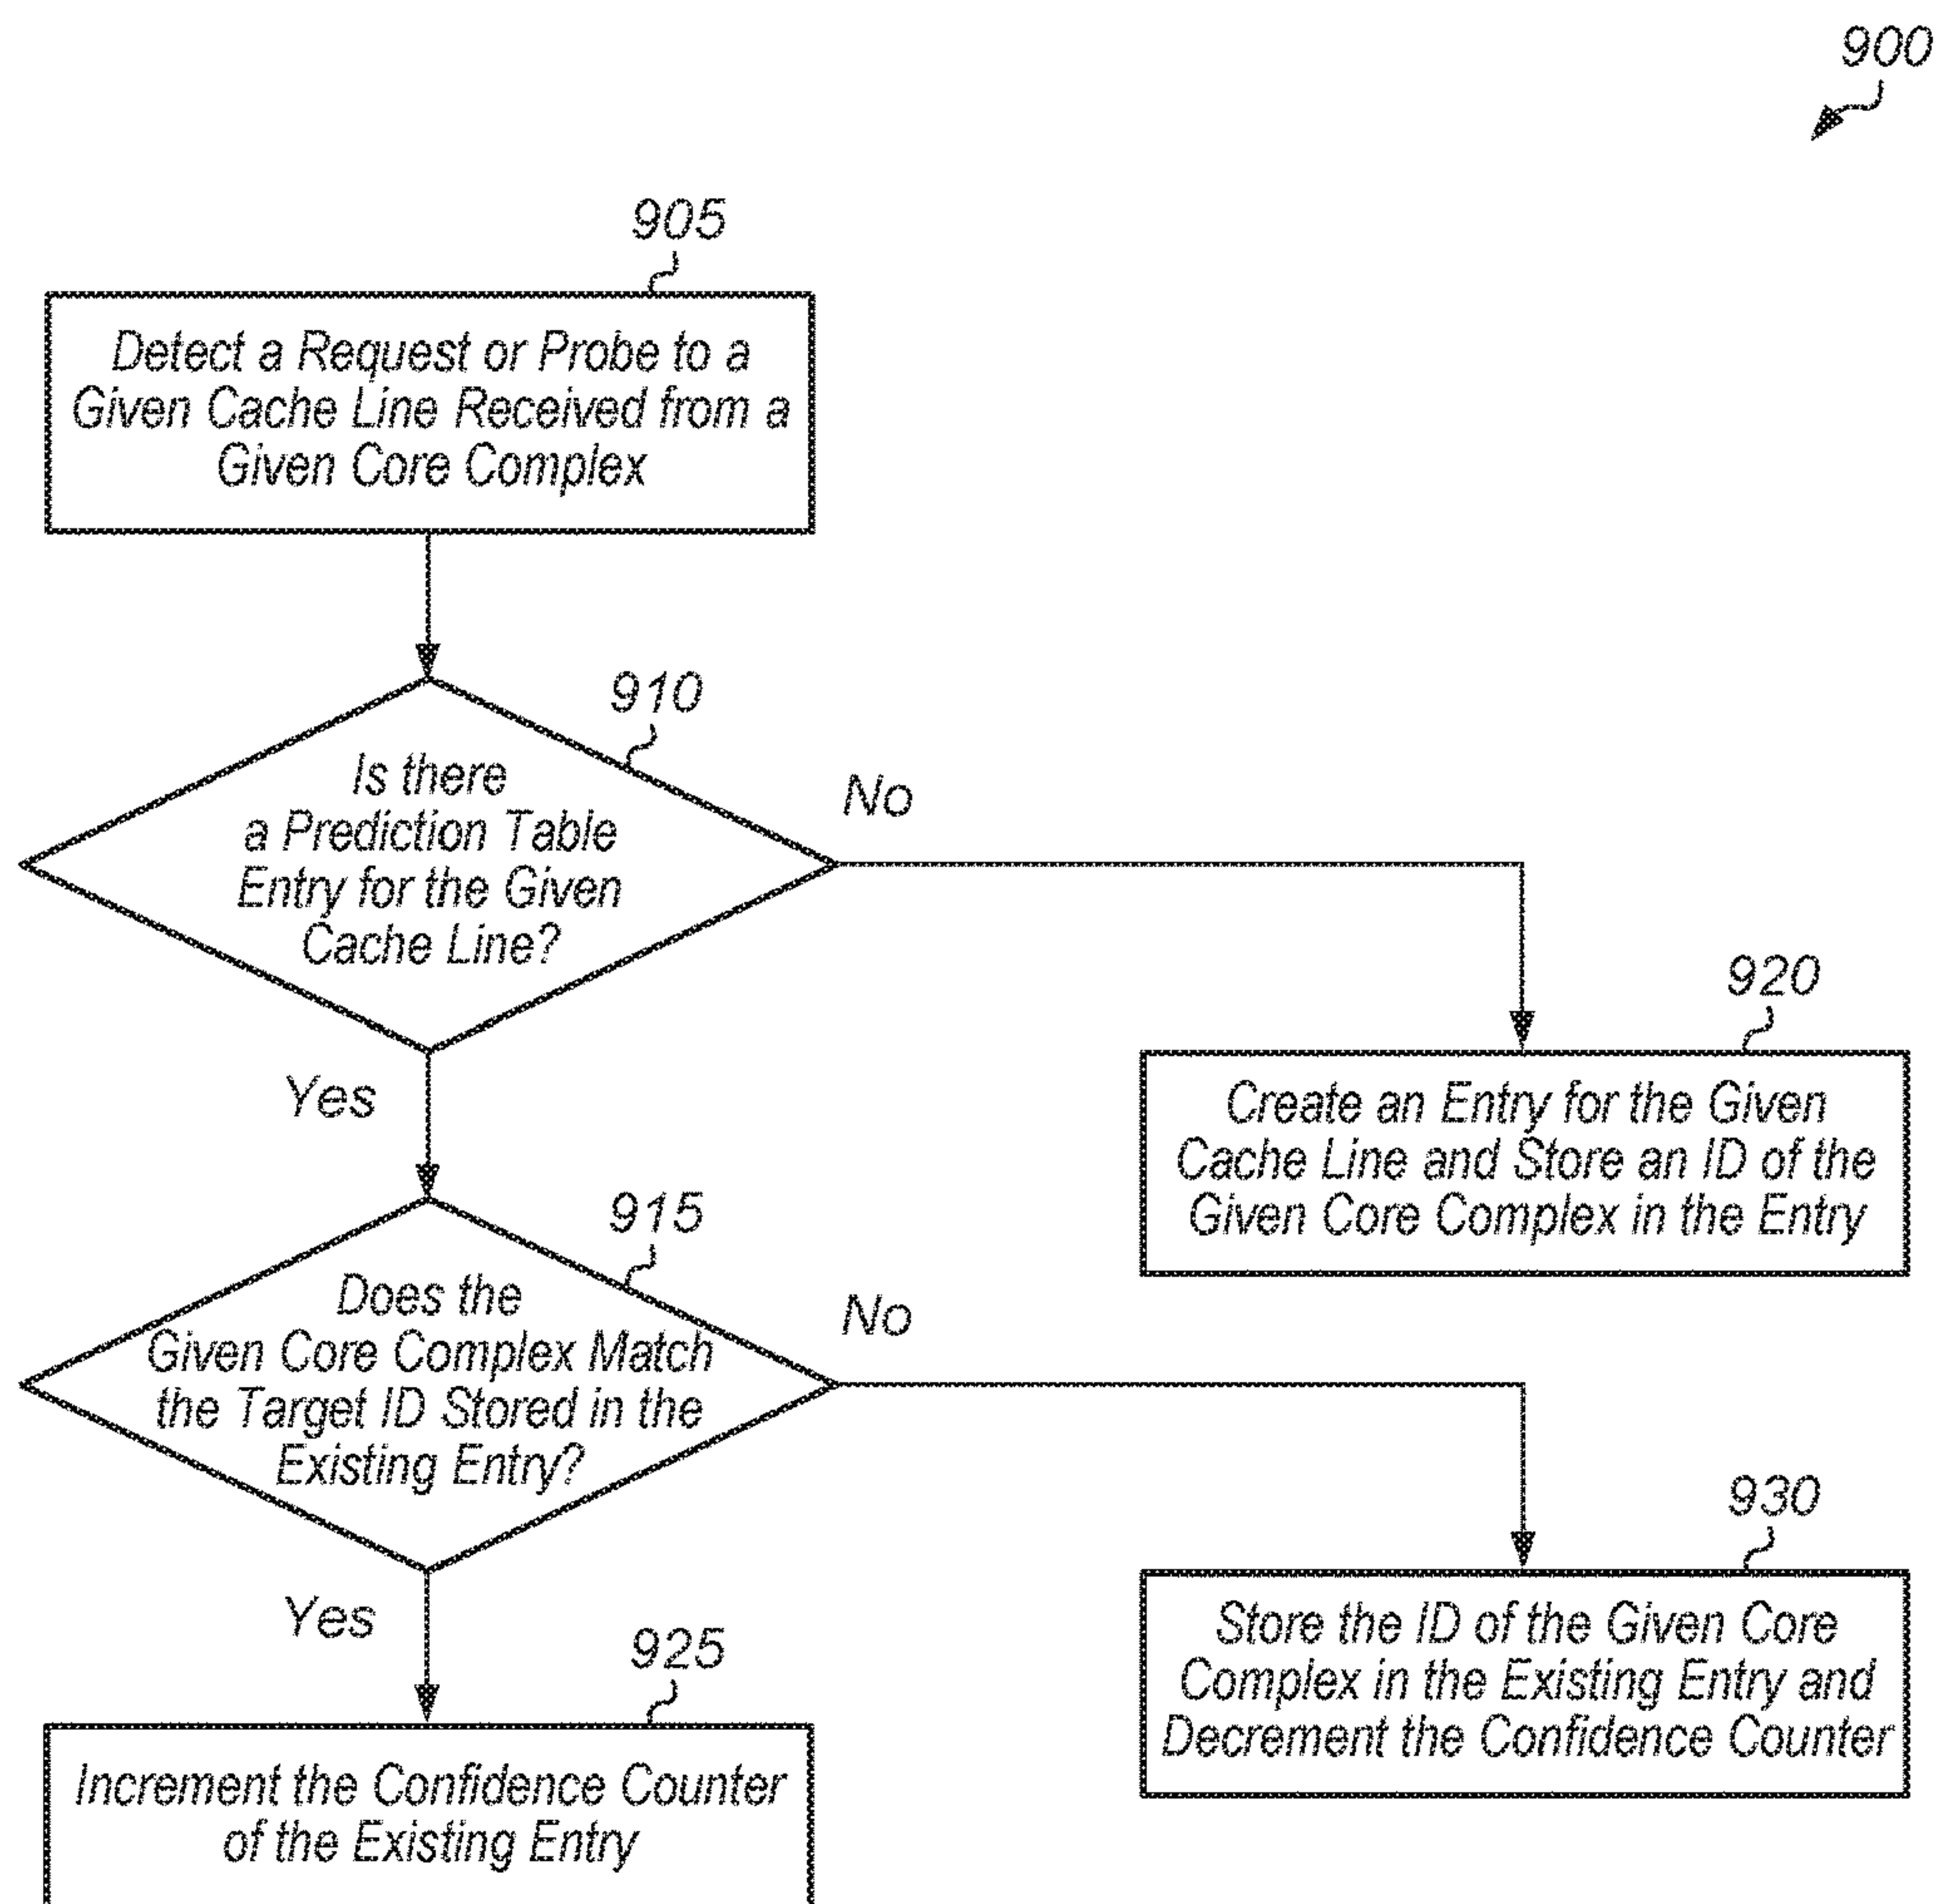 900
905
Detect a Request or Probe to a
Given Cache Line Received from a
Given Core Complex
910
Is there
a Prediction Table
Entry for the Given
Cache Line?
No
Yes
920
Create an Entry for the Given
Cache Line and Store an ID of the
Given Core Complex in the Entry
915
Does the
Given Core Complex Match
the Target ID Stored in the
Existing Entry?
No
Yes
930
Store the ID of the Given Core
Complex in the Existing Entry and
Decrement the Confidence Counter
925
Increment the Confidence Counter
of the Existing Entry